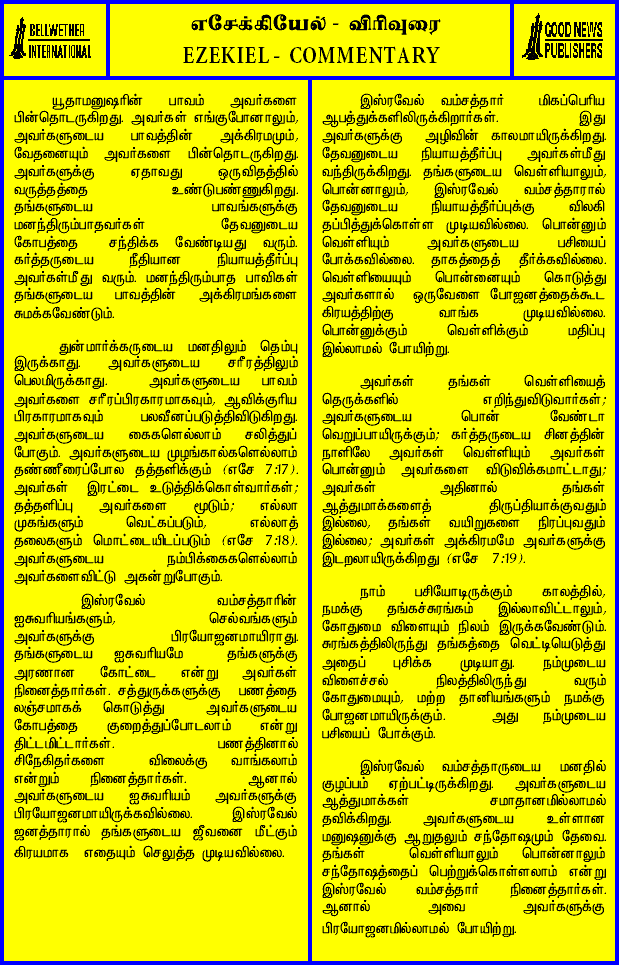 BELLWETHER
INTERNATIONAL
எசேக்கியேல் - விரிவுரை
EZEKIEL - COMMENTARY
GOOD NEWS
PUBLISHERS
யூதாமனுஷரின் பாவம் அவர்களை
பின்தொடருகிறது. அவர்கள் எங்குபோனாலும்,
அவர்களுடைய பாவத்தின் அக்கிரமமும்,
வேதனையும் அவர்களை பின்தொடருகிறது.
அவர்களுக்கு ஏதாவது ஒருவிதத்தில்
வருத்தத்தை உண்டுபண்ணுகிறது.
தங்களுடைய பாவங்களுக்கு
மனந்திரும்பாதவர்கள் தேவனுடைய
கோபத்தை சந்திக்க வேண்டியது வரும்.
கர்த்தருடைய நீதியான நியாயத்தீர்ப்பு
அவர்கள்மீது வரும். மனந்திரும்பாத பாவிகள்
தங்களுடைய பாவத்தின் அக்கிரமங்களை
சுமக்கவேண்டும்.
துன்மார்க்கருடைய மனதிலும் தெம்பு
இருக்காது. அவர்களுடைய சரீரத்திலும்
பெலமிருக்காது. அவர்களுடைய பாவம்
அவர்களை சரீரப்பிரகாரமாகவும், ஆவிக்குரிய
பிரகாரமாகவும் பலவீனப்படுத்திவிடுகிறது.
அவர்களுடைய கைகளெல்லாம் சலித்துப்
போகும். அவர்களுடைய முழங்கால்களெல்லாம்
தண்ணீரைப்போல தத்தளிக்கும் (எசே 7:17).
அவர்கள் இரட்டை உடுத்திக்கொள்வார்கள்;
தத்தளிப்பு அவர்களை மூடும்; எல்லா
முகங்களும் வெட்கப்படும், எல்லாத்
தலைகளும் மொட்டையிடப்படும் (எசே 7:18).
அவர்களுடைய நம்பிக்கைகளெல்லாம்
அவர்களைவிட்டு அகன்றுபோகும்.
இஸ்ரவேல் வம்சத்தாரின்
ஐசுவரியங்களும், செல்வங்களும்
அவர்களுக்கு பிரயோஜனமாயிராது.
தங்களுடைய ஐசுவரியமே தங்களுக்கு
அரணான கோட்டை என்று அவர்கள்
நினைத்தார்கள். சத்துருக்களுக்கு பணத்தை
லஞ்சமாகக் கொடுத்து அவர்களுடைய
கோபத்தை குறைத்துப்போடலாம் என்று
திட்டமிட்டார்கள். பணத்தினால்
சிநேகிதர்களை விலைக்கு வாங்கலாம்
என்றும் நினைத்தார்கள். ஆனால்
அவர்களுடைய ஐசுவரியம் அவர்களுக்கு
பிரயோஜனமாயிருக்கவில்லை. இஸ்ரவேல்
ஜனத்தாரால் தங்களுடைய ஜீவனை மீட்கும்
கிரயமாக எதையும் செலுத்த முடியவில்லை.
இஸ்ரவேல் வம்சத்தார் மிகப்பெரிய
ஆபத்துக்களிலிருக்கிறார்கள். இது
அவர்களுக்கு அழிவின் காலமாயிருக்கிறது.
தேவனுடைய நியாயத்தீர்ப்பு அவர்கள்மீது
வந்திருக்கிறது. தங்களுடைய வெள்ளியாலும்,
பொன்னாலும், இஸ்ரவேல் வம்சத்தாரால்
தேவனுடைய நியாயத்தீர்ப்புக்கு விலகி
தப்பித்துக்கொள்ள முடியவில்லை. பொன்னும்
வெள்ளியும் அவர்களுடைய பசியைப்
போக்கவில்லை. தாகத்தைத் தீர்க்கவில்லை.
வெள்ளியையும் பொன்னையும் கொடுத்து
அவர்களால் ஒருவேளை போஜனத்தைக்கூட
கிரயத்திற்கு வாங்க முடியவில்லை.
பொன்னுக்கும் வெள்ளிக்கும் மதிப்பு
இல்லாமல் போயிற்று.
அவர்கள் தங்கள் வெள்ளியைத்
தெருக்களில் எறிந்துவிடுவார்கள்;
அவர்களுடைய பொன் வேண்டா
வெறுப்பாயிருக்கும்; கர்த்தருடைய சினத்தின்
நாளிலே அவர்கள் வெள்ளியும் அவர்கள்
பொன்னும் அவர்களை விடுவிக்கமாட்டாது;
அவர்கள் அதினால் தங்கள்
ஆத்துமாக்களைத் திருப்தியாக்குவதும்
இல்லை, தங்கள் வயிறுகளை நிரப்புவதும்
இல்லை; அவர்கள் அக்கிரமமே அவர்களுக்கு
இடறலாயிருக்கிறது (எசே 7:19).
நாம் பசியோடிருக்கும் காலத்தில்,
நமக்கு தங்கச்சுரங்கம் இல்லாவிட்டாலும்,
கோதுமை விளையும் நிலம் இருக்கவேண்டும்.
சுரங்கத்திலிருந்து தங்கத்தை வெட்டியெடுத்து
அதைப் புசிக்க முடியாது. நம்முடைய
விளைச்சல் நிலத்திலிருந்து வரும்
கோதுமையும், மற்ற தானியங்களும் நமக்கு
போஜனமாயிருக்கும். அது நம்முடைய
பசியைப் போக்கும்.
இஸ்ரவேல் வம்சத்தாருடைய மனதில்
குழப்பம் ஏற்பட்டிருக்கிறது. அவர்களுடைய
ஆத்துமாக்கள் சமாதானமில்லாமல்
தவிக்கிறது. அவர்களுடைய உள்ளான
மனுஷனுக்கு ஆறுதலும் சந்தோஷமும் தேவை.
தங்கள் வெள்ளியாலும் பொன்னாலும்
சந்தோஷத்தைப் பெற்றுக்கொள்ளலாம் என்று
இஸ்ரவேல் வம்சத்தார் நினைத்தார்கள்.
ஆனால் அவை அவர்களுக்கு
பிரயோஜனமில்லாமல் போயிற்று.